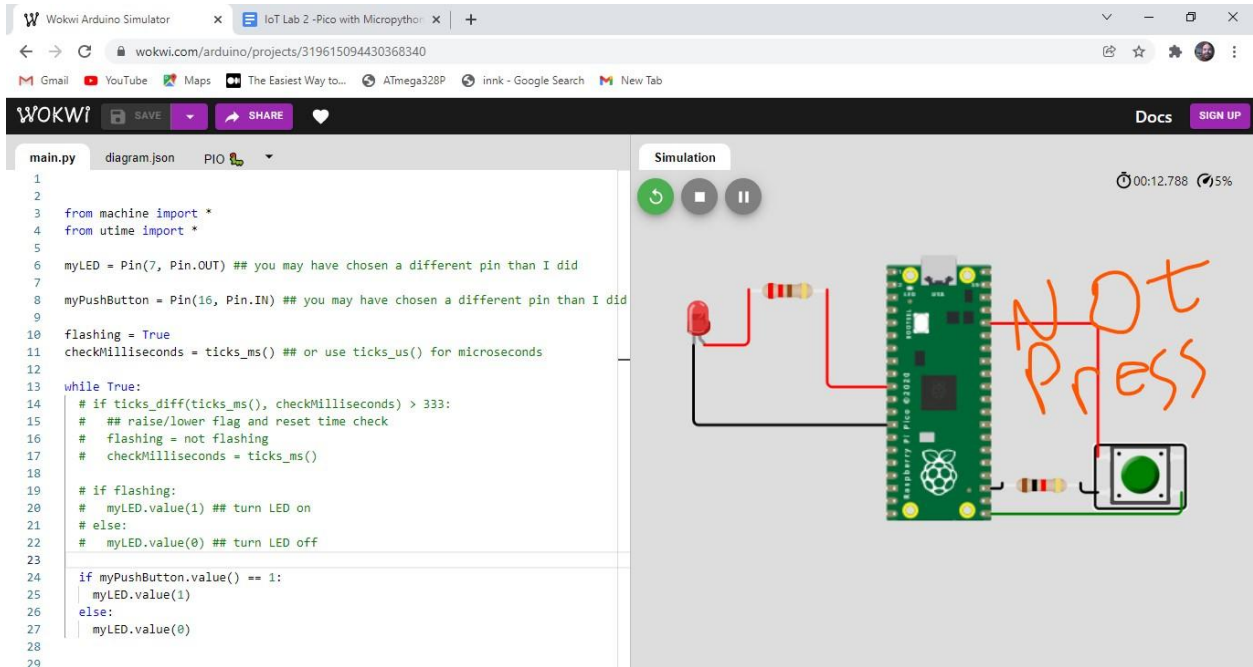 Wokwi Arduino Simulator
IoT Lab 2 -Pico with Micropython
wokwi.com/arduino/projects/319615094430368340
Gmail YouTube Maps The Easiest Way to... ATmega328P innk - Google Search New Tab
WOKWI SAVE SHARE Docs SIGN UP
main.py diagram.json PIO
Simulation
00:12.788 5%
1
2
3 from machine import *
4 from utime import *
5
6 myLED = Pin(7, Pin.OUT) ## you may have chosen a different pin than I did
7
8 myPushButton = Pin(16, Pin.IN) ## you may have chosen a different pin than I did
9
10 flashing = True
11 checkMilliseconds = ticks_ms() ## or use ticks_us() for microseconds
12
13 while True:
14 # if ticks_diff(ticks_ms(), checkMilliseconds) > 333:
15 # ## raise/lower flag and reset time check
16 # flashing = not flashing
17 # checkMilliseconds = ticks_ms()
18
19 # if flashing:
20 # myLED.value(1) ## turn LED on
21 # else:
22 # myLED.value(0) ## turn LED off
23
24 if myPushButton.value() == 1:
25 myLED.value(1)
26 else:
27 myLED.value(0)
28
29
LED USB
BOOTSEL
Raspberry Pi Pico ©2020
NOt
PrESS